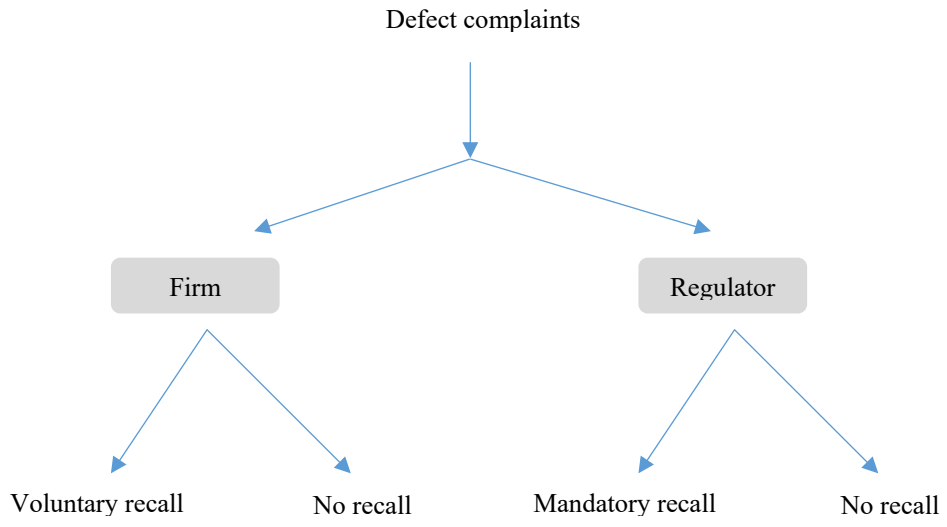 Defect complaints
Firm
Regulator
Voluntary recall
No recall
Mandatory recall
No recall